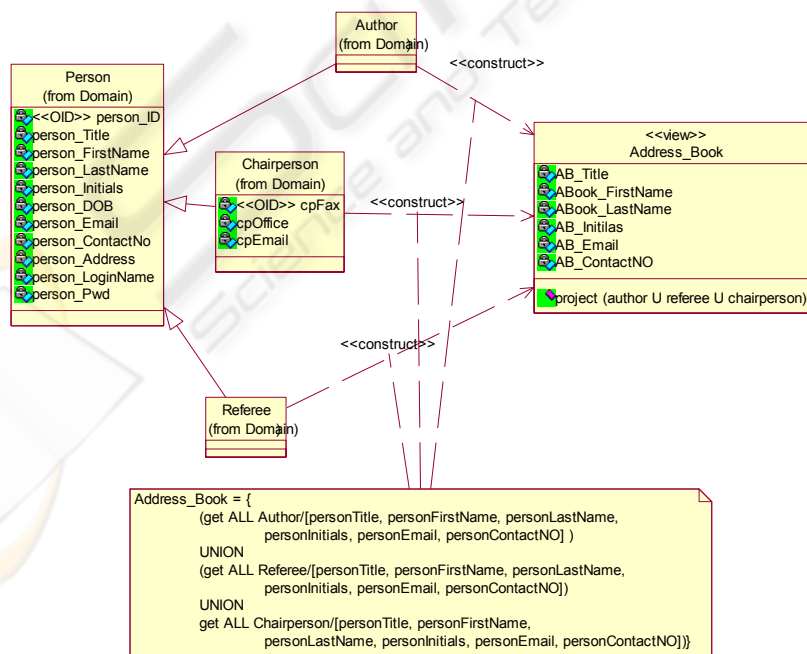 Author
(from Domain)
<<construct>>
Person
(from Domain)
<<OID>> person_ID
person_Title
person_FirstName
person_LastName
person_Initials
person_DOB
person_Email
person_ContactNo
person_Address
person_LoginName
person_Pwd
Chairperson
(from Domain)
<<OID>> cpFax
cpOffice
cpEmail
<<construct>>
<<view>>
Address_Book
AB_Title
ABook_FirstName
ABook_LastName
AB_Initilas
AB_Email
AB_ContactNO
project (author U referee U chairperson)
<<construct>>
Referee
(from Domain)
Address_Book = {
(get ALL Author/[personTitle, personFirstName, personLastName,
personInitials, personEmail, personContactNO] )
UNION
(get ALL Referee/[personTitle, personFirstName, personLastName,
personInitials, personEmail, personContactNO])
UNION
get ALL Chairperson/[personTitle, personFirstName,
personLastName, personInitials, personEmail, personContactNO])}
Science and